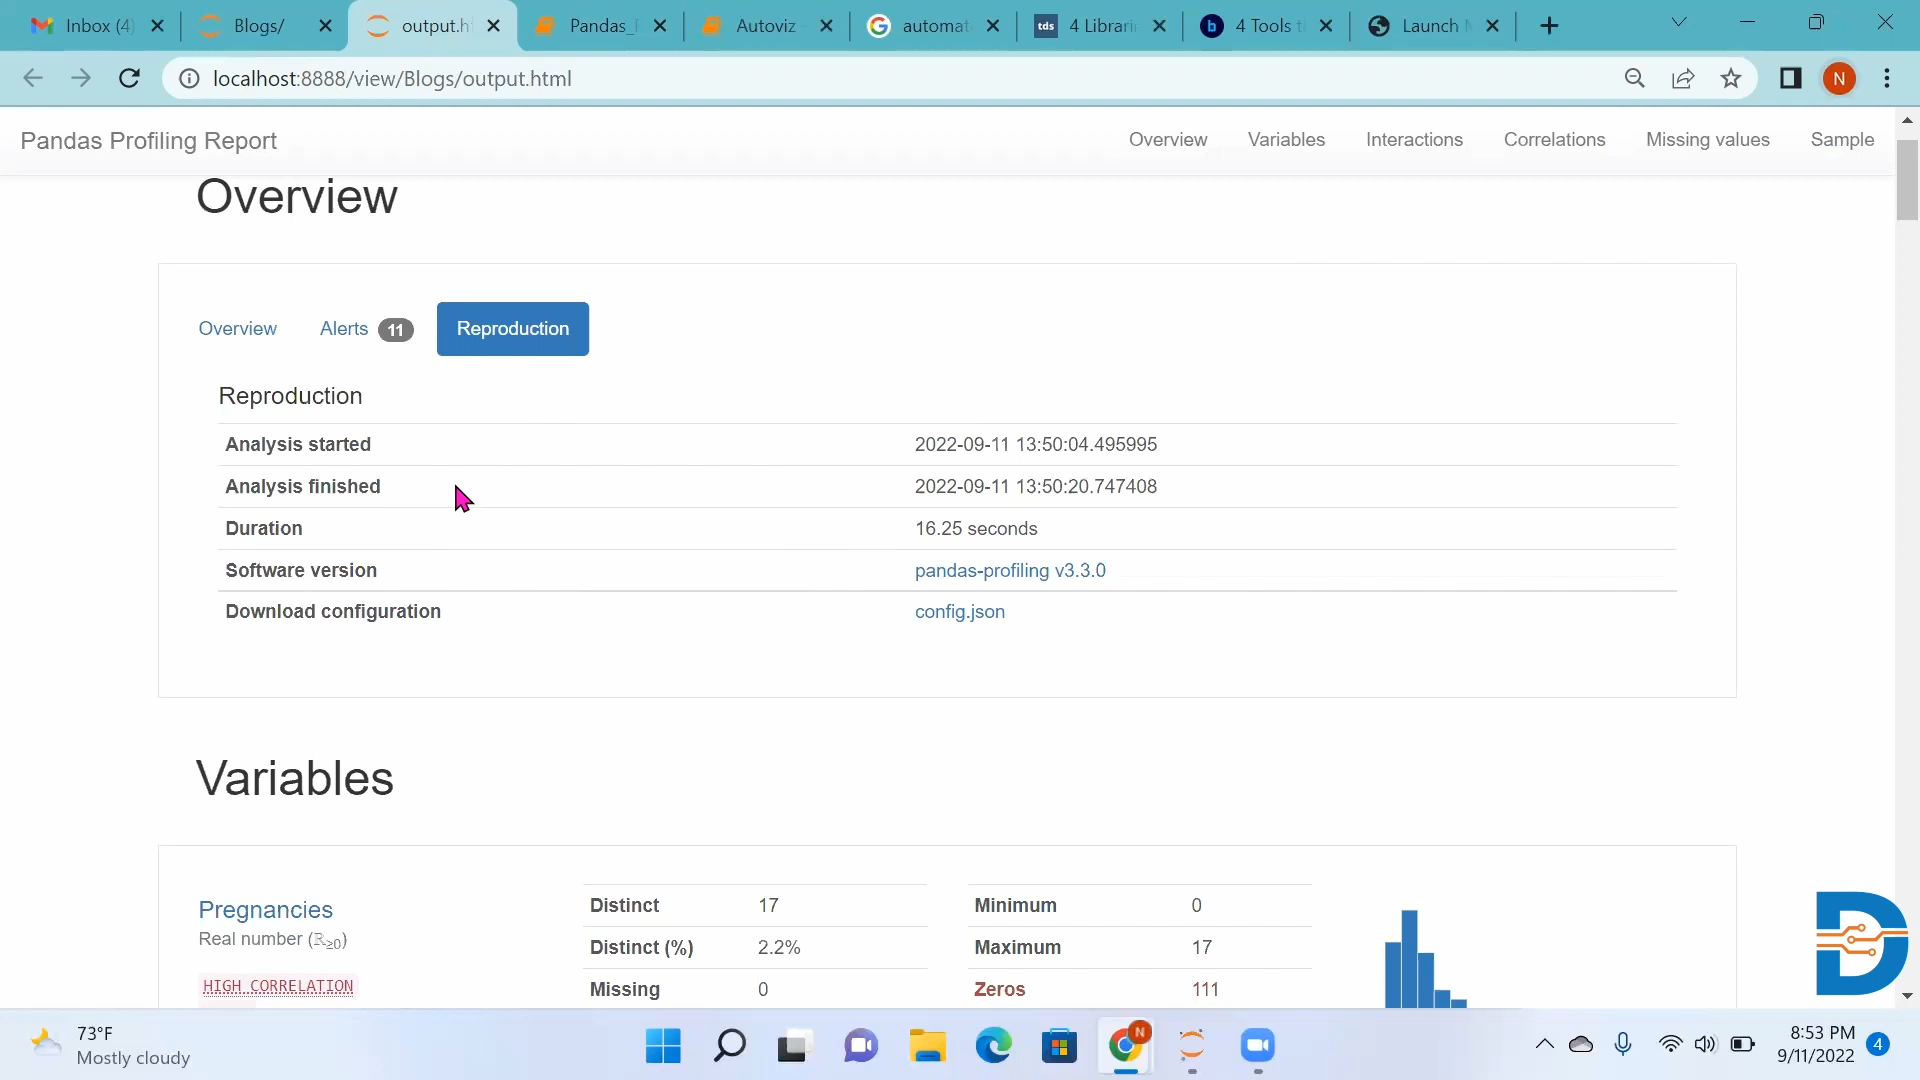 Inbox (4)
Blogs/
output.h
Pandas_
Autoviz
automat
tds
4 Librari
b
4 Tools t
Launch
localhost:8888/view/Blogs/output.html
N
Pandas Profiling Report
Overview
Variables
Interactions
Correlations
Missing values
Sample
Overview
Overview
Alerts 11
Reproduction
Reproduction
Analysis started 2022-09-11 13:50:04.495995
Analysis finished 2022-09-11 13:50:20.747408
Duration 16.25 seconds
Software version pandas-profiling v3.3.0
Download configuration config.json
Variables
Pregnancies
Real number (ℝ≥0)
HIGH CORRELATION
Distinct 17
Distinct (%) 2.2%
Missing 0
Minimum 0
Maximum 17
Zeros 111
73°F
Mostly cloudy
N
8:53 PM
9/11/2022
4